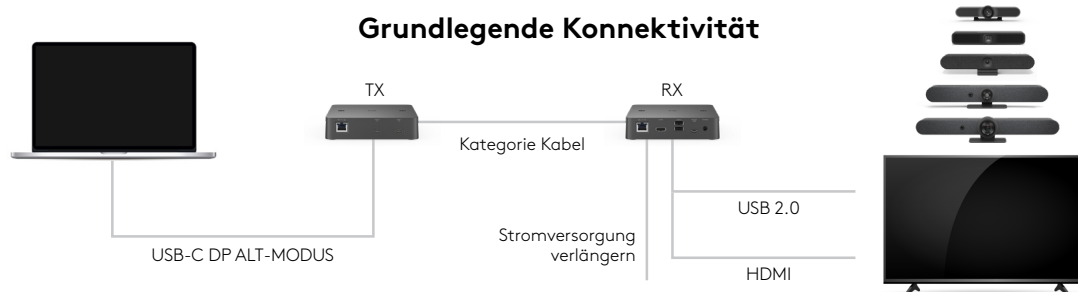 Grundlegende Konnektivität
TX
RX
Kategorie Kabel
USB 2.0
Stromversorgung
verlängern
USB-C DP ALT-MODUS
HDMI